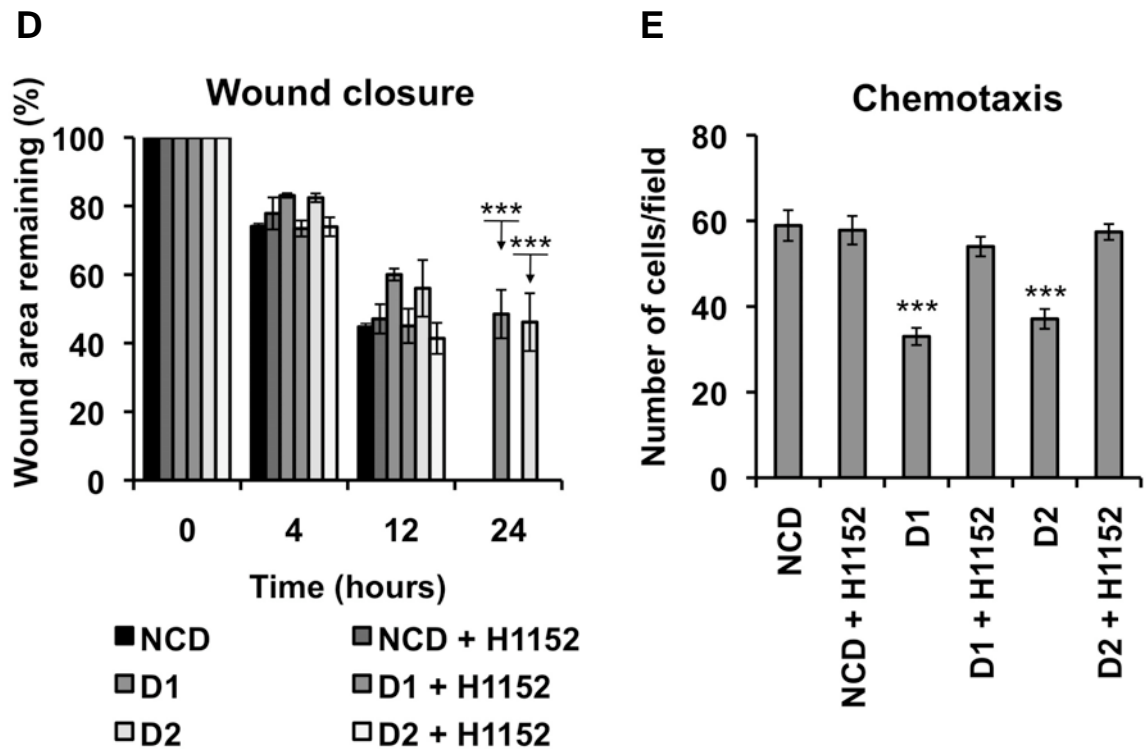 D
Wound closure
Wound area remaining (%)
100
80
60
40
20
0
***
***
0 4 12 24
Time (hours)
NCD NCD + H1152
D1 D1 + H1152
D2 D2 + H1152
E
Chemotaxis
Number of cells/field
80
60
40
20
0
***
***
NCD
NCD + H1152
D1
D1 + H1152
D2
D2 + H1152